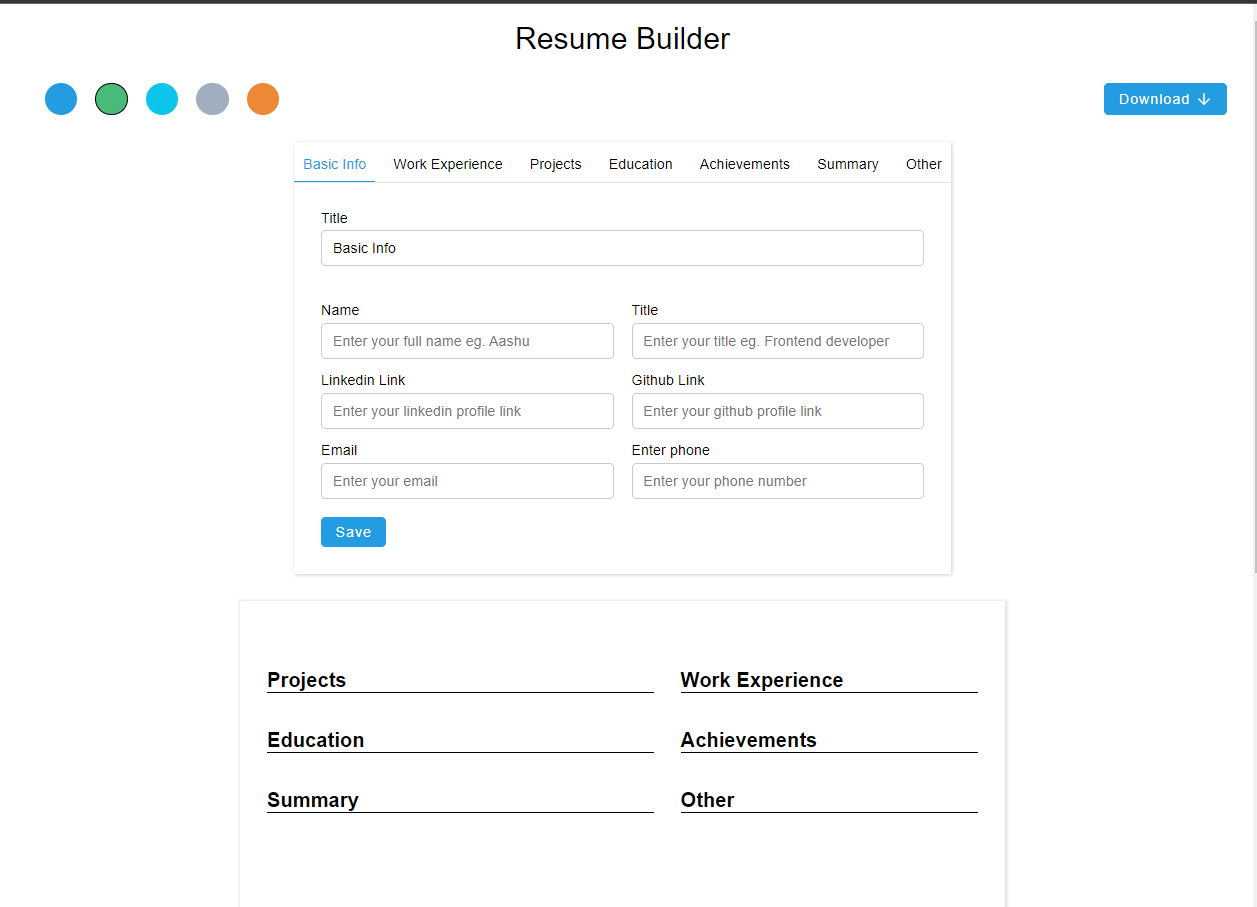 Resume Builder
Download
Basic Info Work Experience Projects Education Achievements Summary Other
Title
Basic Info
Name Title
Enter your full name eg. Aashu Enter your title eg. Frontend developer
Linkedin Link Github Link
Enter your linkedin profile link Enter your github profile link
Email Enter phone
Enter your email Enter your phone number
Save
Projects Work Experience
Education Achievements
Summary Other